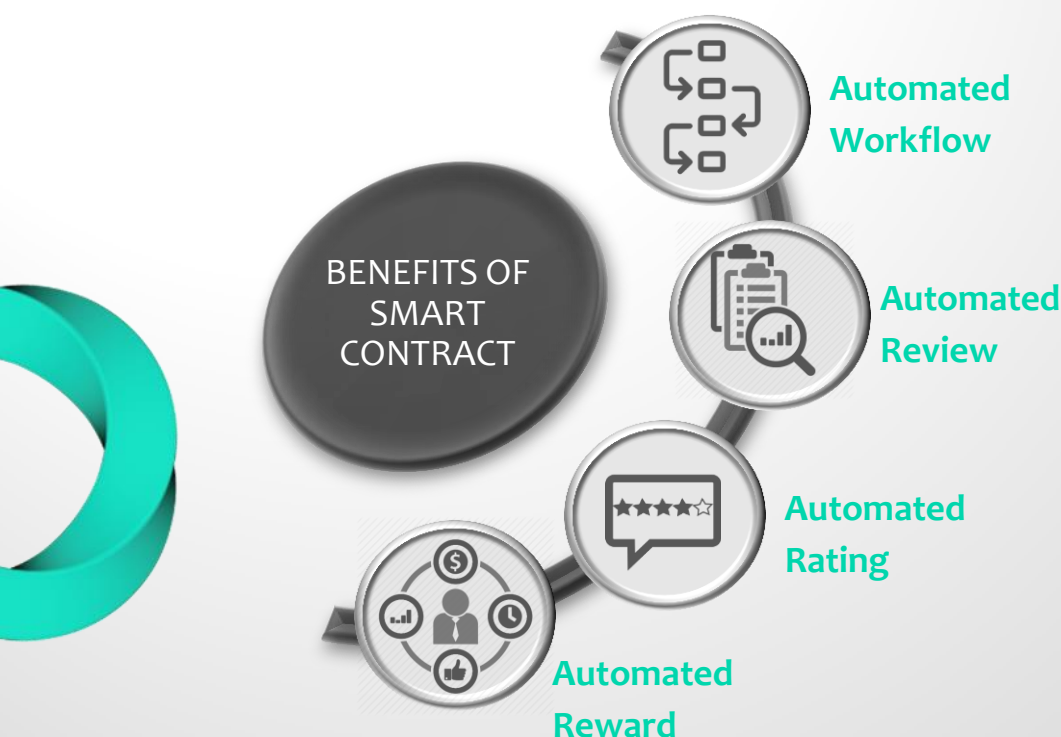 BENEFITS OF
SMART
CONTRACT
Automated
Workflow
Automated
Review
Automated
Rating
Automated
Reward